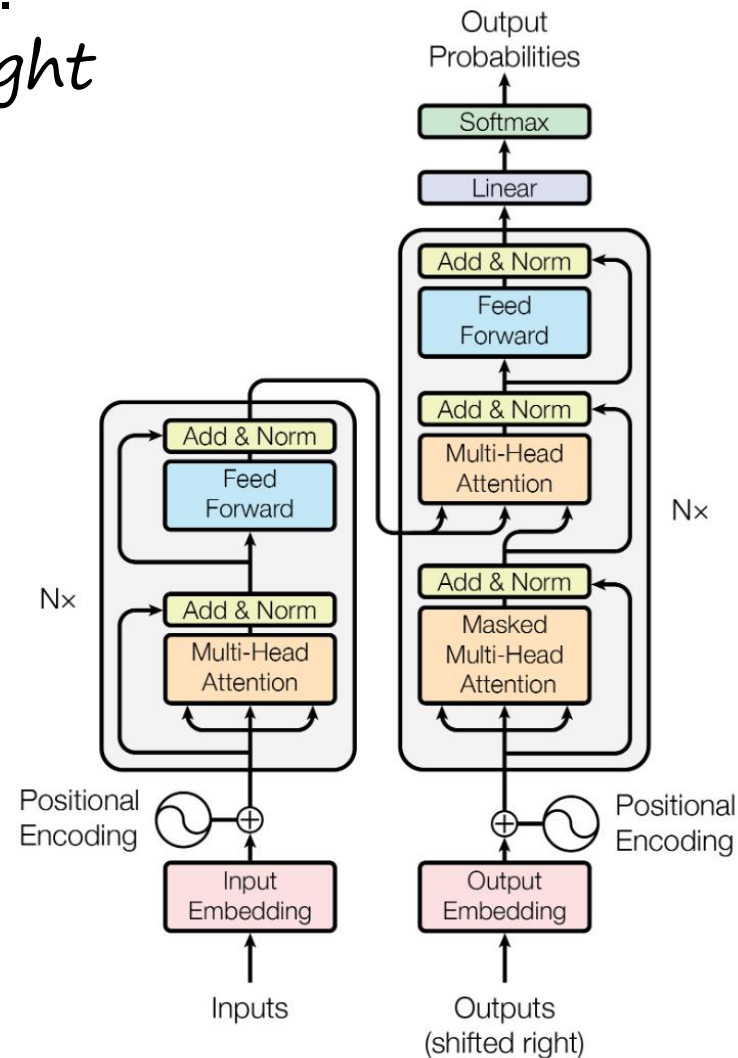 Output
Probabilities
Softmax
Linear
Add & Norm
Feed
Forward
Add & Norm
Multi-Head
Attention
Nx
Add & Norm
Masked
Multi-Head
Attention
Positional
Encoding
Output
Embedding
Outputs
(shifted right)
Add & Norm
Feed
Forward
Nx
Add & Norm
Multi-Head
Attention
Positional
Encoding
Input
Embedding
Inputs